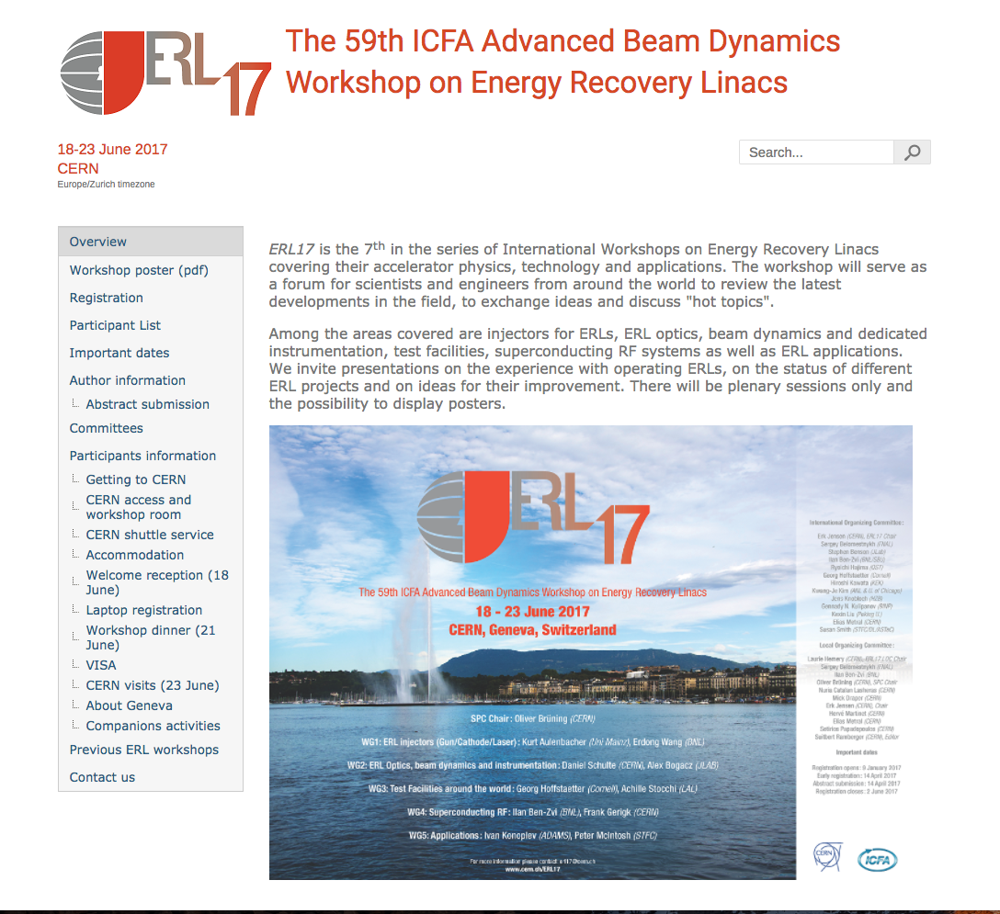 ERL17
The 59th ICFA Advanced Beam Dynamics
Workshop on Energy Recovery Linacs
18-23 June 2017
CERN
Europe/Zurich timezone
Search...
Overview
Workshop poster (pdf)
Registration
Participant List
Important dates
Author information
Abstract submission
Committees
Participants information
Getting to CERN
CERN access and
workshop room
CERN shuttle service
Accommodation
Welcome reception (18
June)
Laptop registration
Workshop dinner (21
June)
VISA
CERN visits (23 June)
About Geneva
Companions activities
Previous ERL workshops
Contact us
ERL17 is the 7th in the series of International Workshops on Energy Recovery Linacs
covering their accelerator physics, technology and applications. The workshop will serve as
a forum for scientists and engineers from around the world to review the latest
developments in the field, to exchange ideas and discuss "hot topics".
Among the areas covered are injectors for ERLs, ERL optics, beam dynamics and dedicated
instrumentation, test facilities, superconducting RF systems as well as ERL applications.
We invite presentations on the experience with operating ERLs, on the status of different
ERL projects and on ideas for their improvement. There will be plenary sessions only and
the possibility to display posters.
ERL17
The 59th ICFA Advanced Beam Dynamics Workshop on Energy Recovery Linacs
18 - 23 June 2017
CERN, Geneva, Switzerland
SPC Chair: Oliver Brüning (CERN)
WG1: ERL injectors (Gun/Cathode/Laser): Kurt Aulenbacher (Uni Mainz), Erdong Wang (BNL)
WG2: ERL Optics, beam dynamics and instrumentation: Daniel Schulte (CERN), Alex Bogacz (JLAB)
WG3: Test Facilities around the world: Georg Hoffstaetter (Cornell), Achille Stocchi (LAL)
WG4: Superconducting RF: Ilan Ben-Zvi (BNL), Frank Gerigk (CERN)
WG5: Applications: Ivan Konoplev (ADAMS), Peter McIntosh (STFC)
For more information please contact:
www.cern.ch/ERL17
International Organizing Committee:
Erk Jensen (CERN), ERL17 Chair
Sergey Belomestnykh (FNAL)
Stephen Benson (JLab)
Ilan Ben-Zvi (BNL/SBU)
Ryoichi Hajima (QST)
Georg Hoffstaetter (Cornell)
Hiroshi Kawata (KEK)
Kwang-Je Kim (ANL & U. of Chicago)
Jens Knobloch (HZB)
Gennady N. Kulipanov (BINP)
Kexin Liu (Peking U.)
Elias Metral (CERN)
Susan Smith (STFC/DL/ASTeC)
Local Organizing Committee:
Laurie Hemery (CERN), ERL17 LOC Chair
Sergey Belomestnykh (FNAL)
Ilan Ben-Zvi (BNL)
Oliver Brüning (CERN), SPC Chair
Nuria Catalan Lasheras (CERN)
Mick Draper (CERN)
Erk Jensen (CERN), Chair
Hervé Martinet (CERN)
Elias Metral (CERN)
Sotirios Papadopoulos (CERN)
Seitbert Ramberger (CERN), Editor
Important dates
Registration opens: 9 January 2017
Early registration: 14 April 2017
Abstract submission: 14 April 2017
Registration closes: 2 June 2017
CERN
ICFA